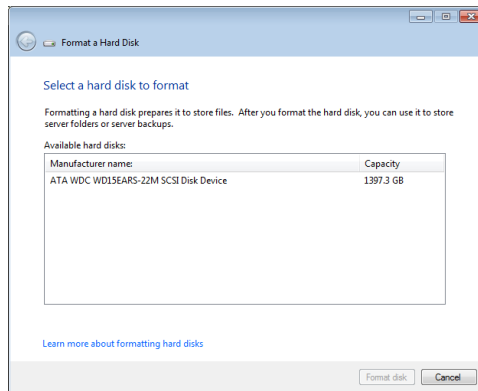 Format a Hard Disk
Select a hard disk to format
Formatting a hard disk prepares it to store files. After you format the hard disk, you can use it to store
server folders or server backups.
Available hard disks:
Manufacturer name: Capacity
ATA WDC WD15EARS-22M SCSI Disk Device 1397.3 GB
Learn more about formatting hard disks
Format disk Cancel